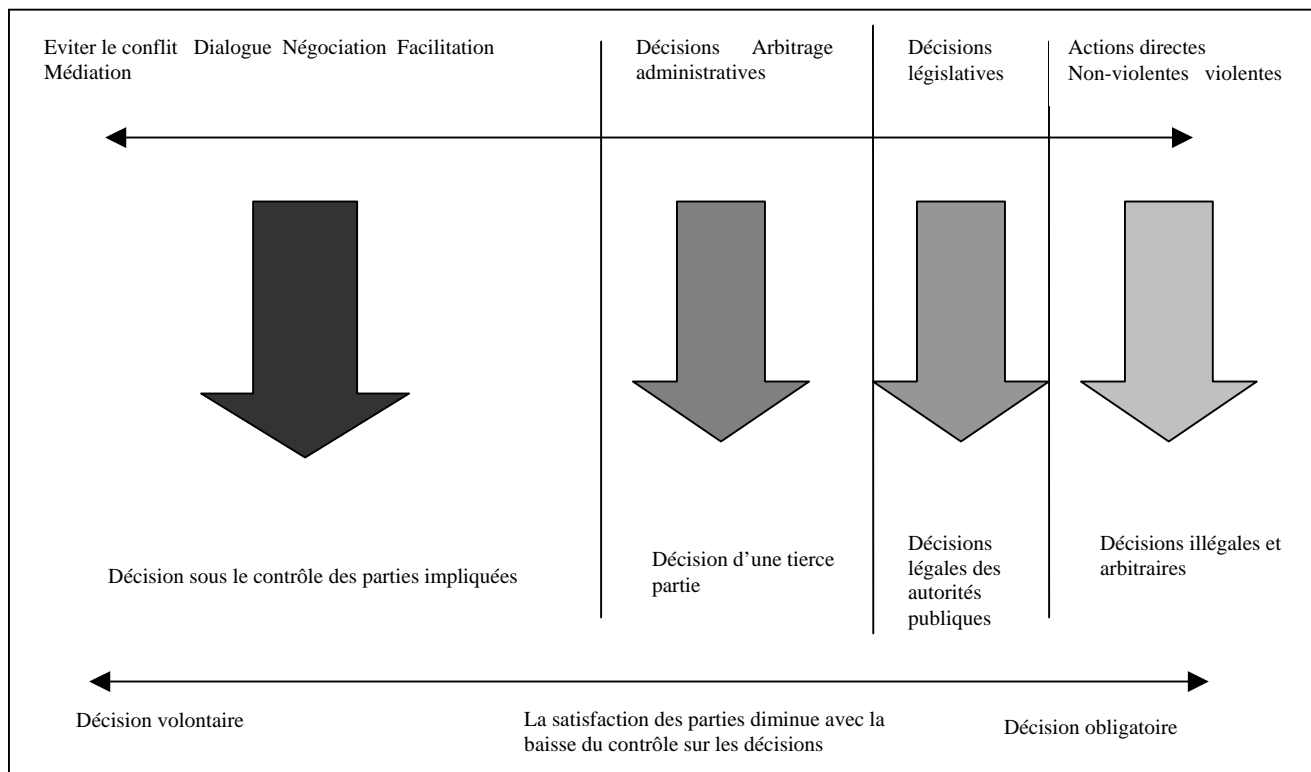 Eviter le conflit Dialogue Négociation Facilitation
Médiation
Décisions Arbitrage
administratives
Décisions
législatives
Actions directes
Non-violentes violentes
Décision sous le contrôle des parties impliquées
Décision d'une tierce
partie
Décisions
légales des
autorités
publiques
Décisions illégales et
arbitraires
Décision volontaire
La satisfaction des parties diminue avec la
baisse du contrôle sur les décisions
Décision obligatoire